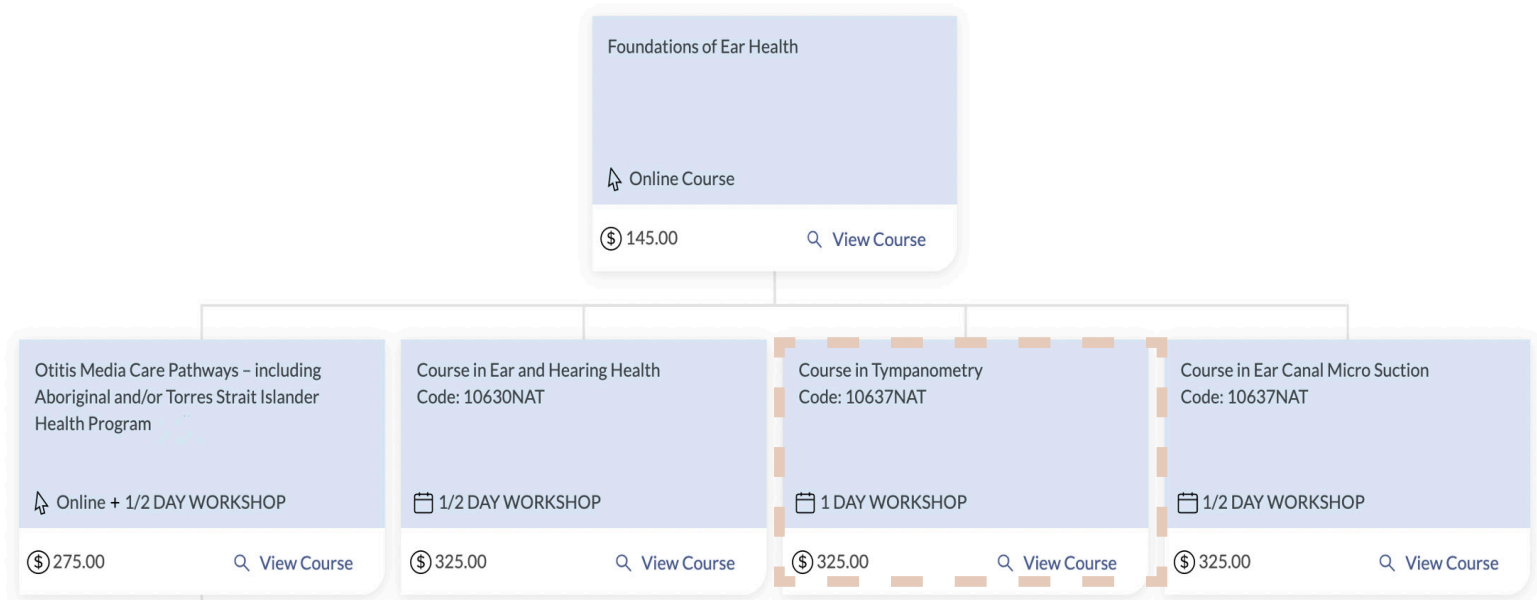 Foundations of Ear Health
Online Course
$ 145.00 View Course
Otitis Media Care Pathways – including
Aboriginal and/or Torres Strait Islander
Health Program
Online + 1/2 DAY WORKSHOP
$ 275.00 View Course
Course in Ear and Hearing Health
Code: 10630NAT
1/2 DAY WORKSHOP
$ 325.00 View Course
Course in Tympanometry
Code: 10637NAT
1 DAY WORKSHOP
$ 325.00 View Course
Course in Ear Canal Micro Suction
Code: 10637NAT
1/2 DAY WORKSHOP
$ 325.00 View Course